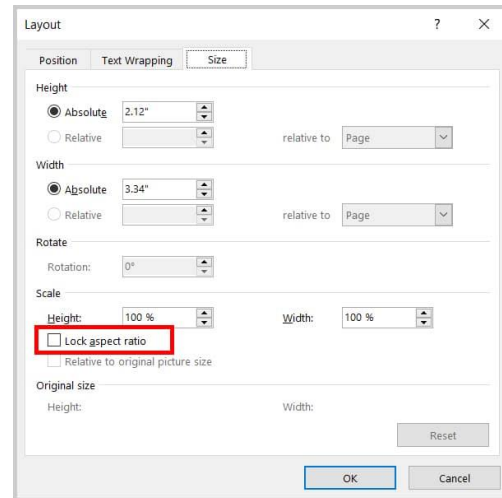 Layout ? ×
Position Text Wrapping Size
Height
Absolute 2.12"
Relative relative to Page
Width
Absolute 3.34"
Relative relative to Page
Rotate
Rotation: 0°
Scale
Height: 100 % Width: 100 %
Lock aspect ratio
Relative to original picture size
Original size
Height: Width:
Reset
OK Cancel